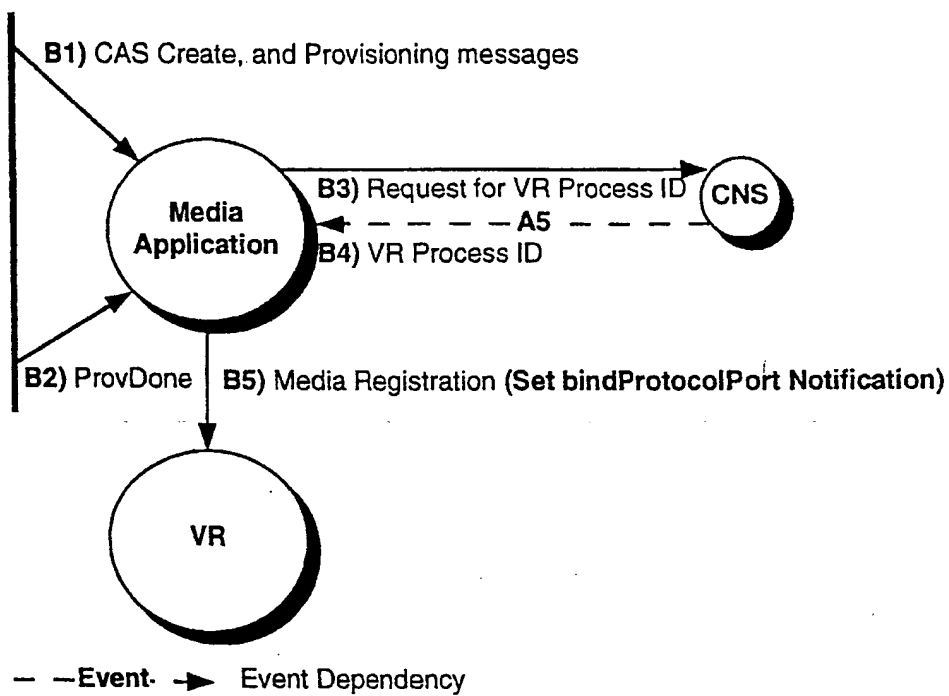 B1) CAS Create, and Provisioning messages
Media
Application
B3) Request for VR Process ID
CNS
A5
B4) VR Process ID
B2) ProvDone
B5) Media Registration (Set bindProtocolPort Notification)
VR
Event
Event Dependency